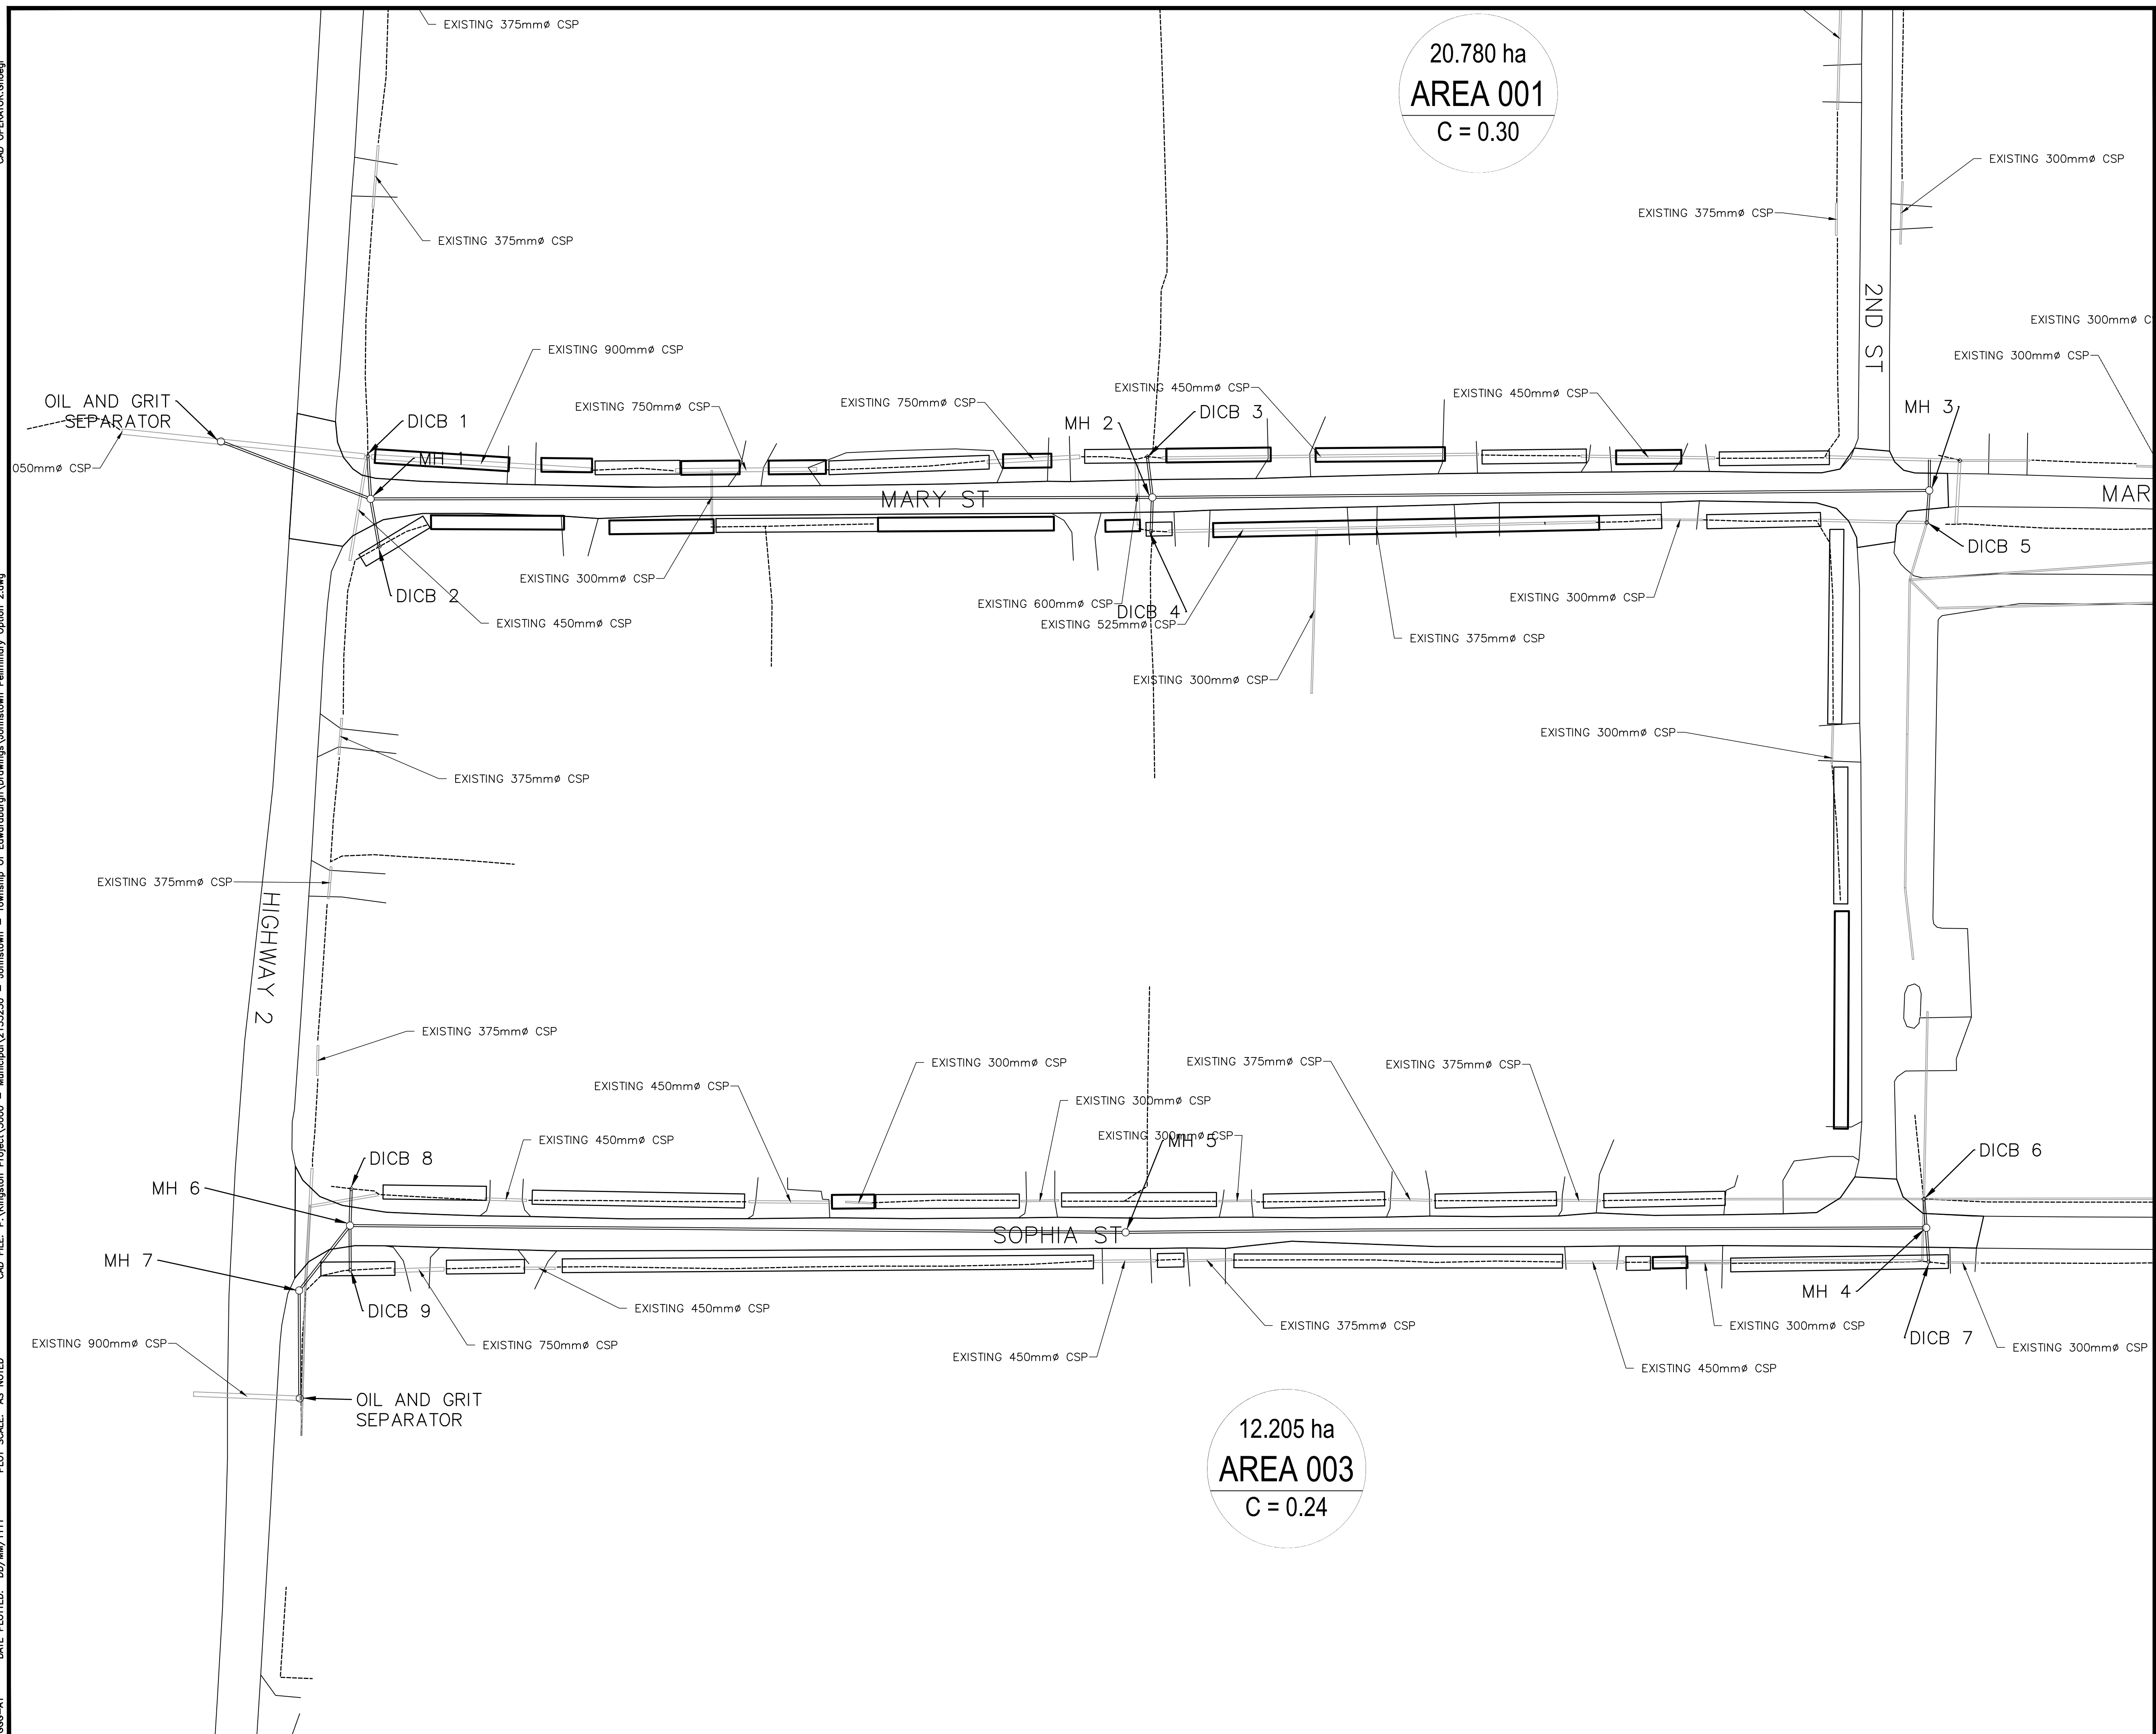 EXISTING 375mmø CSP
20.780 ha
AREA 001
C = 0.30
EXISTING 300mmø CSP
EXISTING 375mmø CSP
EXISTING 375mmø CSP
2ND ST
EXISTING 300mmø C
EXISTING 300mmø CSP
EXISTING 900mmø CSP
EXISTING 450mmø CSP
EXISTING 450mmø CSP
EXISTING 750mmø CSP
EXISTING 750mmø CSP
OIL AND GRIT
SEPARATOR
DICB 1
MH 2
DICB 3
MH 3
MH 1
050mmø CSP
MARY ST
MAR
DICB 5
EXISTING 300mmø CSP
DICB 2
EXISTING 600mmø CSP
DICB 4
EXISTING 300mmø CSP
EXISTING 450mmø CSP
EXISTING 525mmø CSP
EXISTING 375mmø CSP
EXISTING 300mmø CSP
EXISTING 300mmø CSP
EXISTING 375mmø CSP
EXISTING 375mmø CSP
HIGHWAY 2
EXISTING 375mmø CSP
EXISTING 300mmø CSP
EXISTING 375mmø CSP
EXISTING 375mmø CSP
EXISTING 450mmø CSP
EXISTING 300mmø CSP
EXISTING 450mmø CSP
EXISTING 300mmø CSP
MH 5
DICB 8
DICB 6
MH 6
SOPHIA ST
MH 7
MH 4
DICB 9
EXISTING 450mmø CSP
EXISTING 375mmø CSP
EXISTING 300mmø CSP
DICB 7
EXISTING 900mmø CSP
EXISTING 750mmø CSP
EXISTING 300mmø CSP
EXISTING 450mmø CSP
EXISTING 450mmø CSP
OIL AND GRIT
SEPARATOR
12.205 ha
AREA 003
C = 0.24